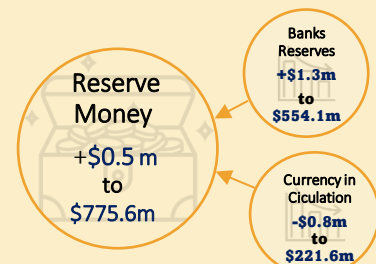 Reserve
Money
+$0.5 m
to
$775.6m
Banks
Reserves
+$1.3m
to
$554.1m
Currency in
Ciculation
-$0.8m
to
$221.6m